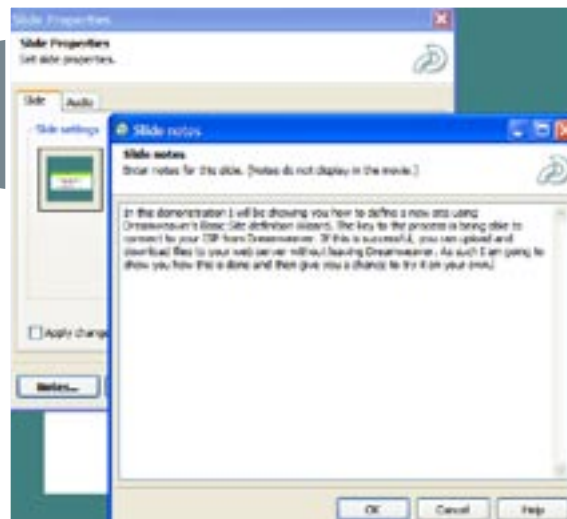 Slide Properties
Slide Properties
Set slide properties.
Slide
Audio
Slide settings
Slide notes
Slide notes
Enter notes for this slide. (Notes do not display in the movie.)
In this demonstration I will be showing you how to define a new site using
Dreamweaver's Basic Site definition Wizard. The key to the process is being able to
connect to your ISP from Dreamweaver. If this is successful, you can upload and
download files to your web server without leaving Dreamweaver. As such I am going to
show you how this is done and then give you a chance to try it on your own.
Apply change
Notes...
OK
Cancel
Help